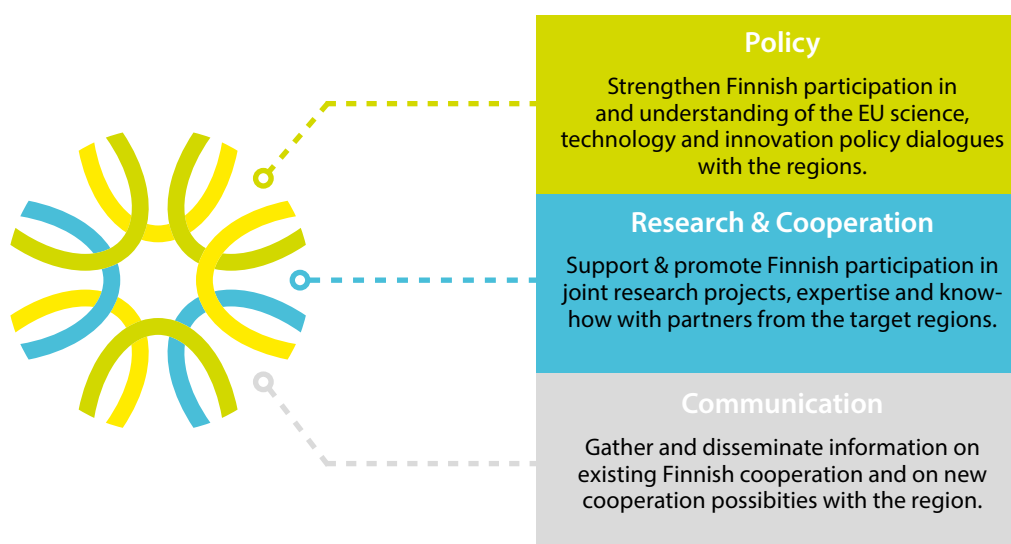 Policy
Strengthen Finnish participation in
and understanding of the EU science,
technology and innovation policy dialogues
with the regions.
Research & Cooperation
Support & promote Finnish participation in
joint research projects, expertise and know-
how with partners from the target regions.
Communication
Gather and disseminate information on
existing Finnish cooperation and on new
cooperation possibities with the region.